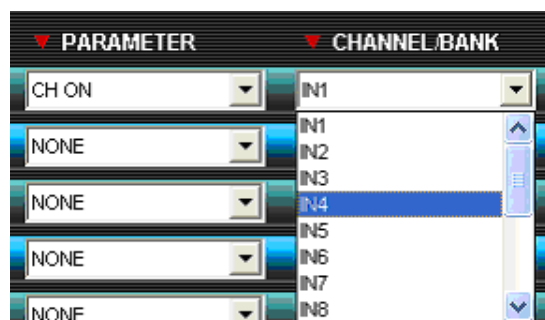 ▼ PARAMETER ▼ CHANNEL/BANK
CH ON IN1
IN1
NONE IN2
IN3
NONE IN4
IN5
NONE IN6
IN7
NONE IN8